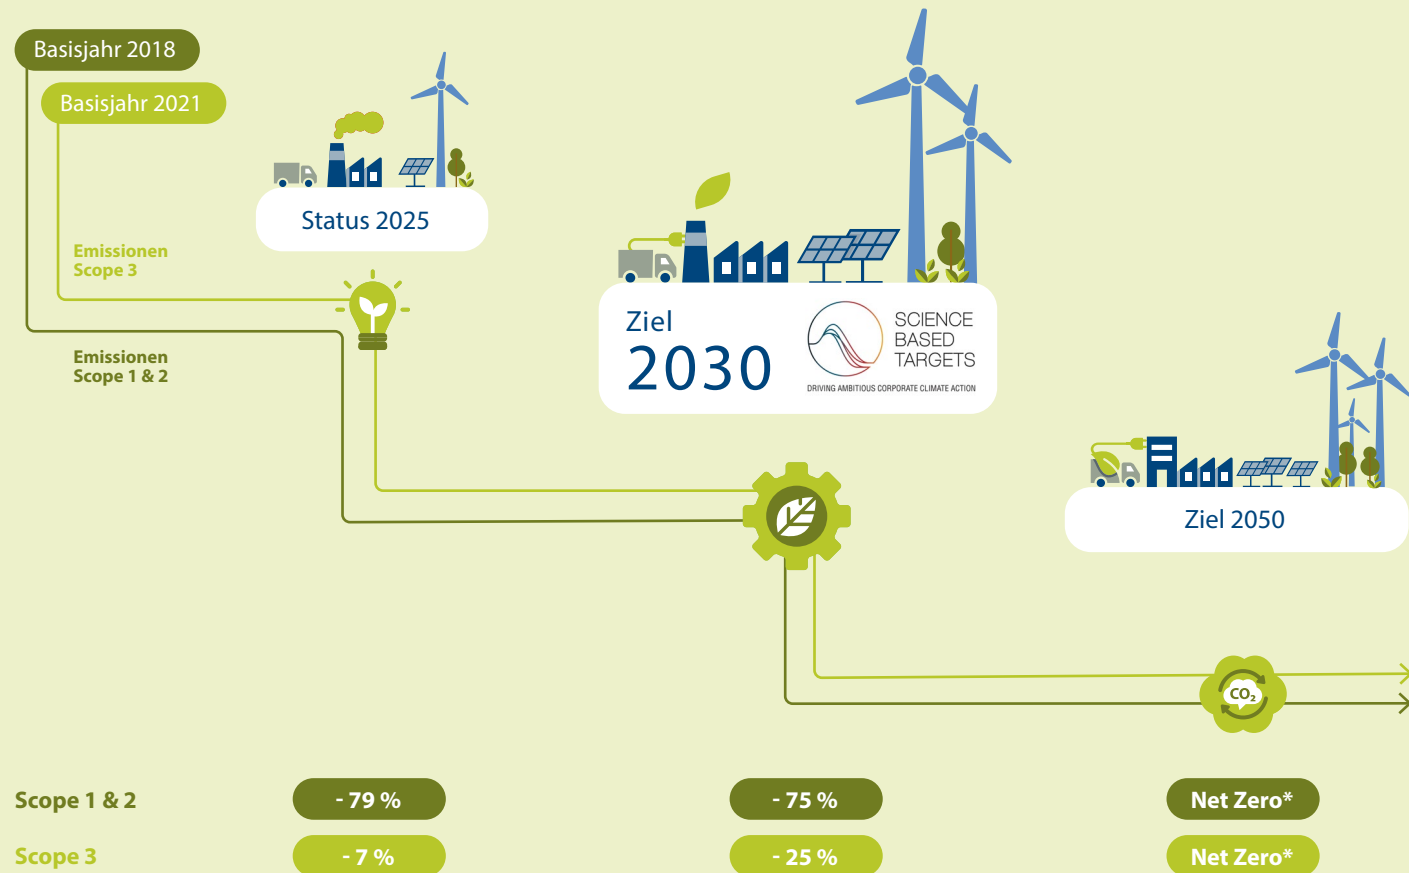 Basisjahr 2018
Basisjahr 2021
Status 2025
Emissionen
Scope 3
Emissionen
Scope 1 & 2
Ziel
2030
SCIENCE
BASED
TARGETS
DRIVING AMBITIOUS CORPORATE CLIMATE ACTION
Ziel 2050
CO₂
Scope 1 & 2
- 79 %
- 75 %
Net Zero*
Scope 3
- 7 %
- 25 %
Net Zero*